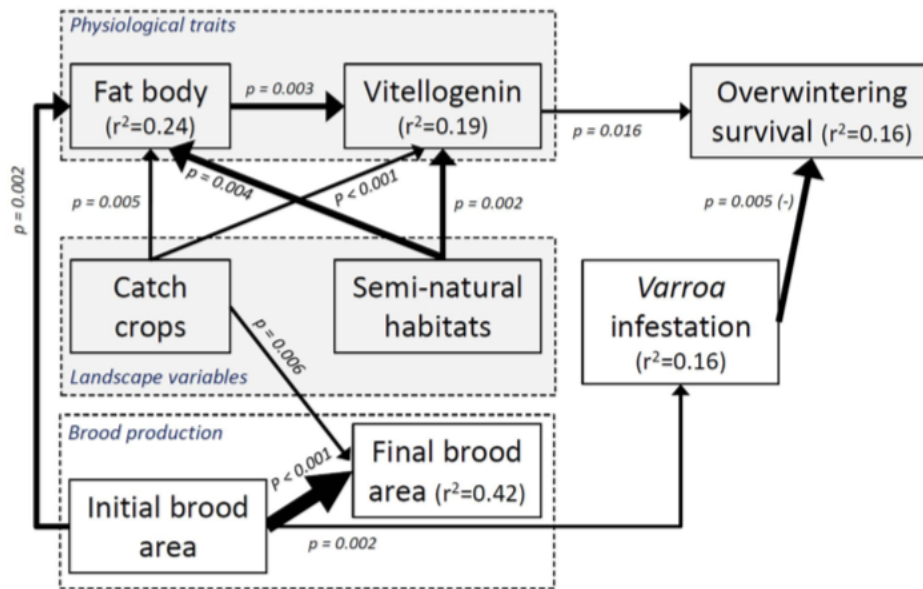 Physiological traits
Fat body
(r²=0.24)
p = 0.003
Vitellogenin
(r²=0.19)
p = 0.016
Overwintering
survival (r²=0.16)
p = 0.002
p = 0.005
p = 0.004
p < 0.001
p = 0.002
p = 0.005 (-)
Catch
crops
Semi-natural
habitats
Varroa
infestation
(r²=0.16)
p = 0.006
Landscape variables
Brood production
Final brood
area (r²=0.42)
p < 0.001
Initial brood
area
p = 0.002